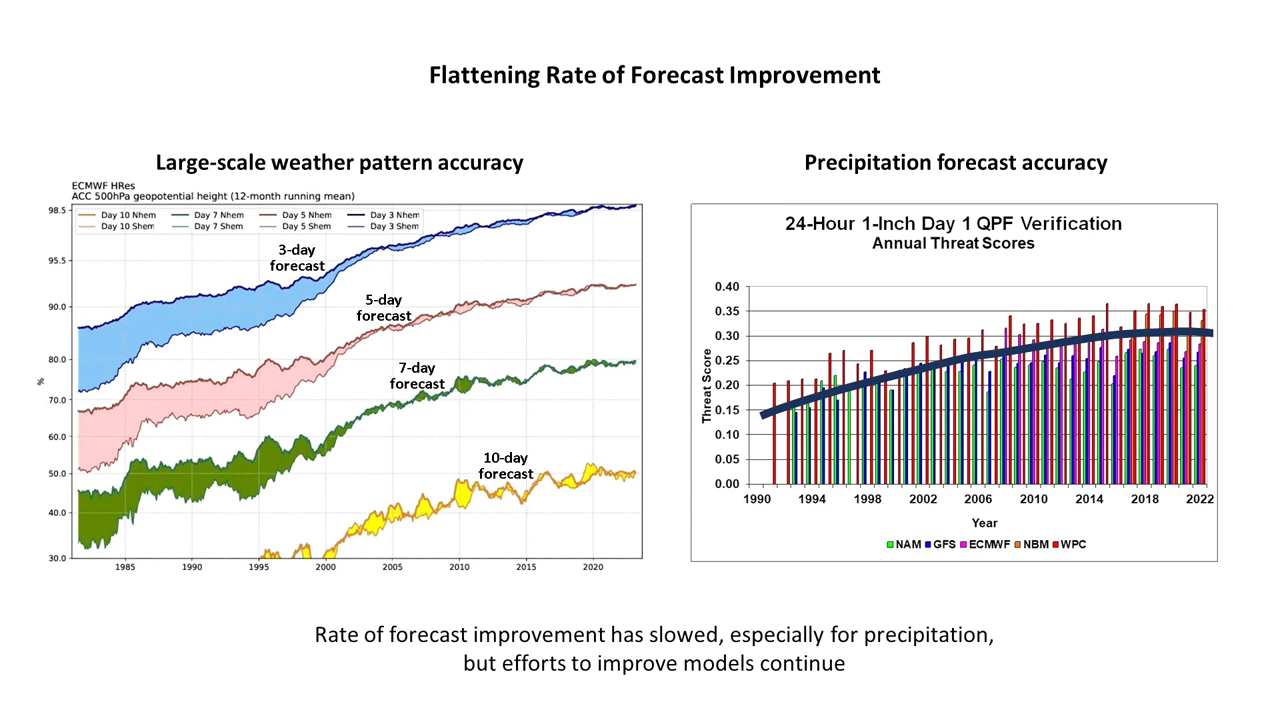 Flattening Rate of Forecast Improvement
Large-scale weather pattern accuracy
ECMWF HRes
ACC 500hPa geopotential height (12-month running mean)
Day 10 Nhem Day 7 Nhem Day 5 Nhem Day 3 Nhem
Day 10 Shem Day 7 Shem Day 5 Shem Day 3 Shem
98.5
95.5
90.0
80.0
70.0
60.0
50.0
40.0
30.0
%
3-day
forecast
5-day
forecast
7-day
forecast
10-day
forecast
1985 1990 1995 2000 2005 2010 2015 2020
Precipitation forecast accuracy
24-Hour 1-Inch Day 1 QPF Verification
Annual Threat Scores
Threat Score
0.40
0.35
0.30
0.25
0.20
0.15
0.10
0.05
0.00
1990 1994 1998 2002 2006 2010 2014 2018 2022
Year
NAM GFS ECMWF NBM WPC
Rate of forecast improvement has slowed, especially for precipitation,
but efforts to improve models continue